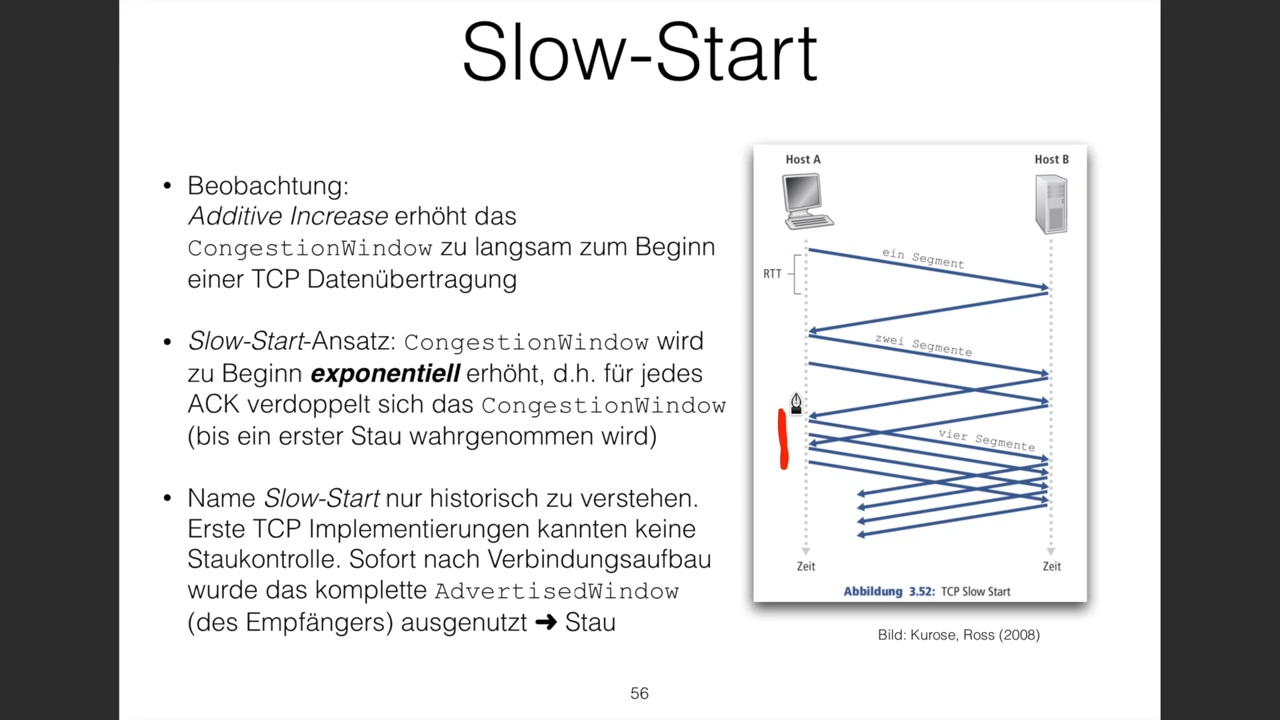 Slow-Start
• Beobachtung:
Additive Increase erhöht das
CongestionWindow zu langsam zum Beginn
einer TCP Datenübertragung
• Slow-Start-Ansatz: CongestionWindow wird
zu Beginn exponentiell erhöht, d.h. für jedes
ACK verdoppelt sich das CongestionWindow
(bis ein erster Stau wahrgenommen wird)
• Name Slow-Start nur historisch zu verstehen.
Erste TCP Implementierungen kannten keine
Staukontrolle. Sofort nach Verbindungsaufbau
wurde das komplette AdvertisedWindow
(des Empfängers) ausgenutzt ➜ Stau
Host A
Host B
ein Segment
RTT
zwei Segmente
vier Segmente
Zeit
Zeit
Abbildung 3.52: TCP Slow Start
Bild: Kurose, Ross (2008)
56